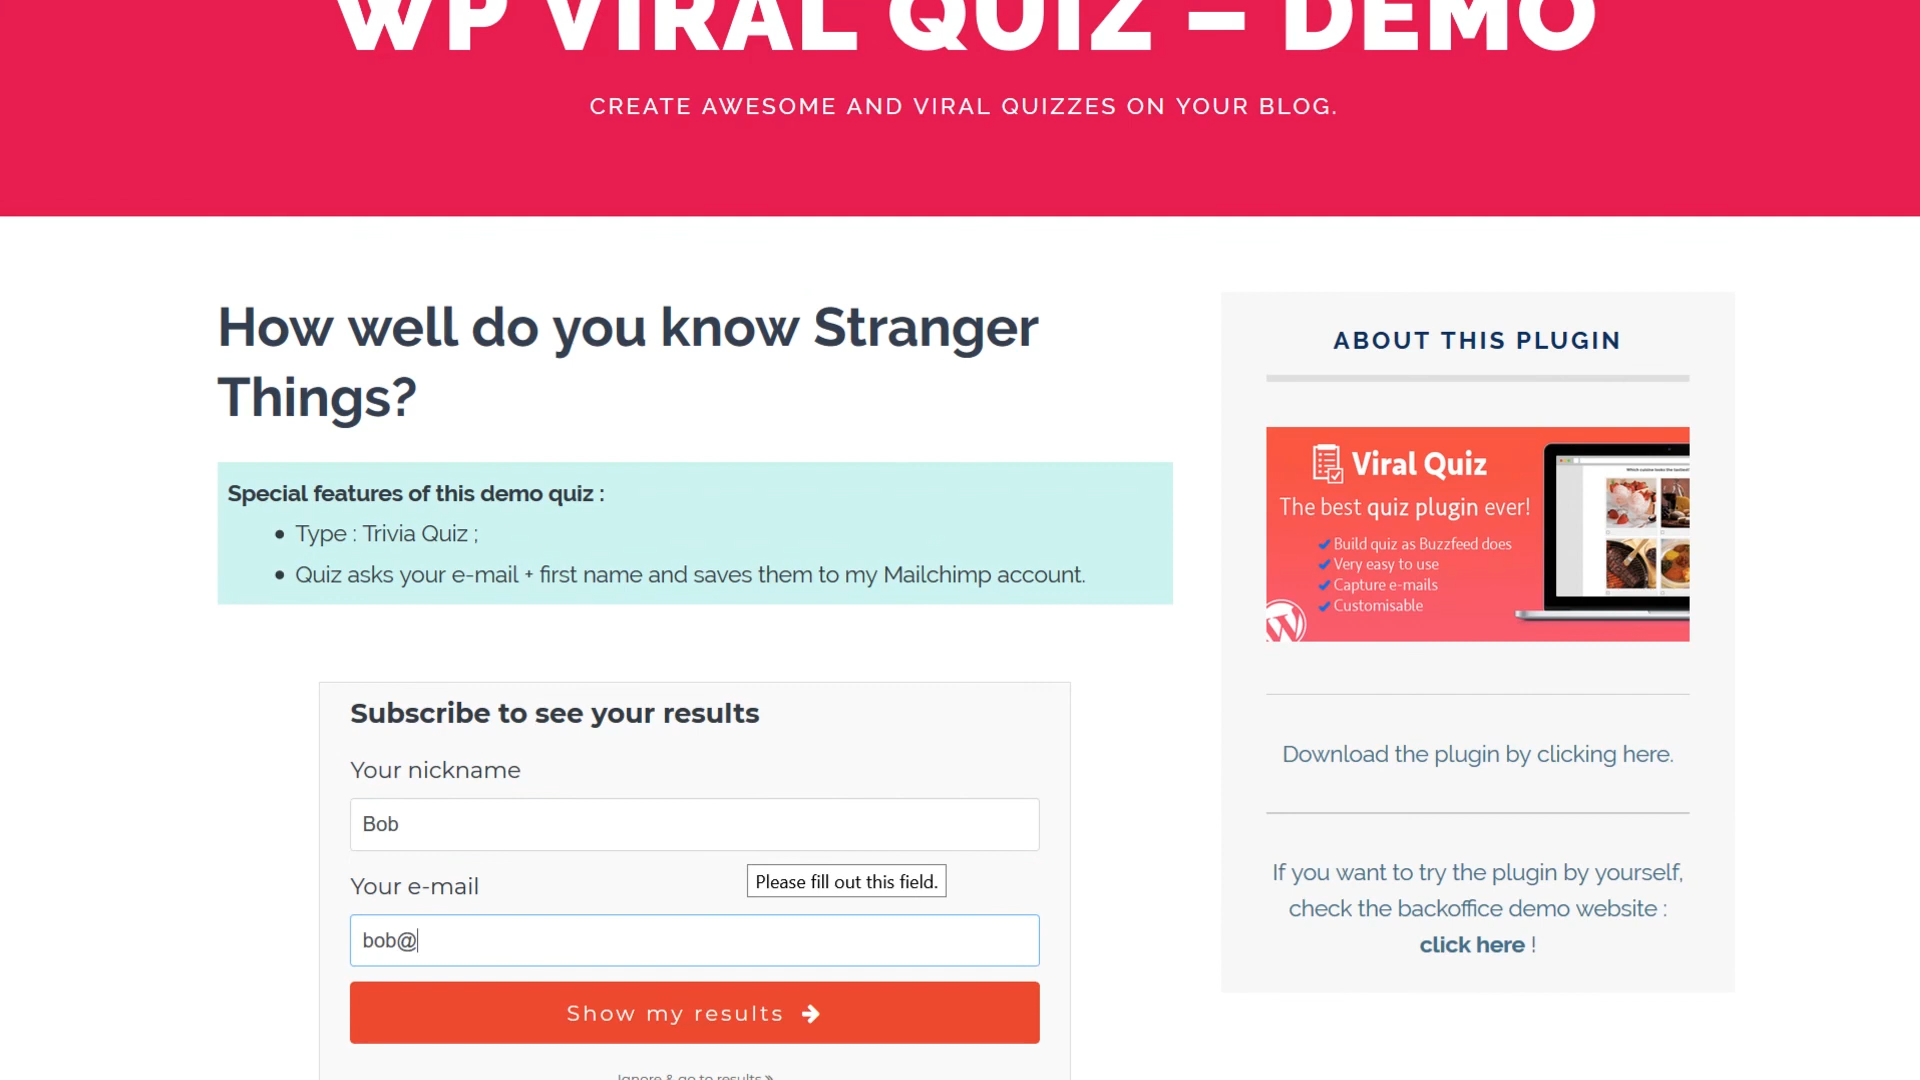 WP VIRAL QUIZ – DEMO
CREATE AWESOME AND VIRAL QUIZZES ON YOUR BLOG.
How well do you know Stranger
Things?
Special features of this demo quiz :
Type : Trivia Quiz ;
Quiz asks your e-mail + first name and saves them to my Mailchimp account.
Subscribe to see your results
Your nickname
Bob
Your e-mail
Please fill out this field.
bob@
Show my results
Ignore & go to results »
ABOUT THIS PLUGIN
Viral Quiz
The best quiz plugin ever!
Build quiz as Buzzfeed does
Very easy to use
Capture e-mails
Customisable
Download the plugin by clicking here.
If you want to try the plugin by yourself,
check the backoffice demo website :
click here !